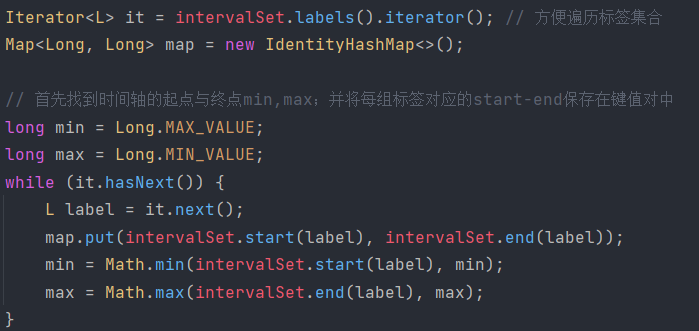 Iterator<L> it = intervalSet.labels().iterator(); // 方便遍历标签集合
Map<Long, Long> map = new IdentityHashMap<>();
// 首先找到时间轴的起点与终点min,max；并将每组标签对应的start-end保存在键值对中
long min = Long.MAX_VALUE;
long max = Long.MIN_VALUE;
while (it.hasNext()) {
L label = it.next();
map.put(intervalSet.start(label), intervalSet.end(label));
min = Math.min(intervalSet.start(label), min);
max = Math.max(intervalSet.end(label), max);
}